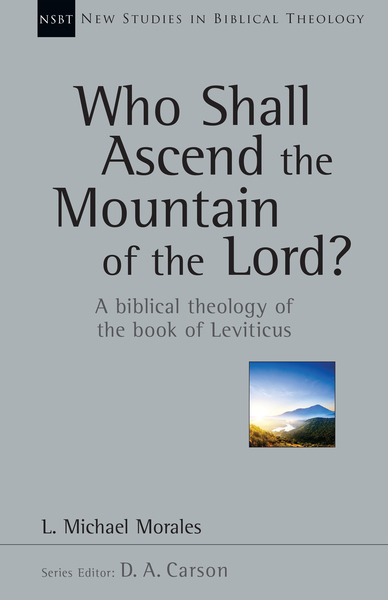 NSBT New Studies in Biblical Theology
Who Shall
Ascend the
Mountain
of the Lord?
A biblical theology of
the book of Leviticus
L. Michael Morales
Series Editor: D. A. Carson